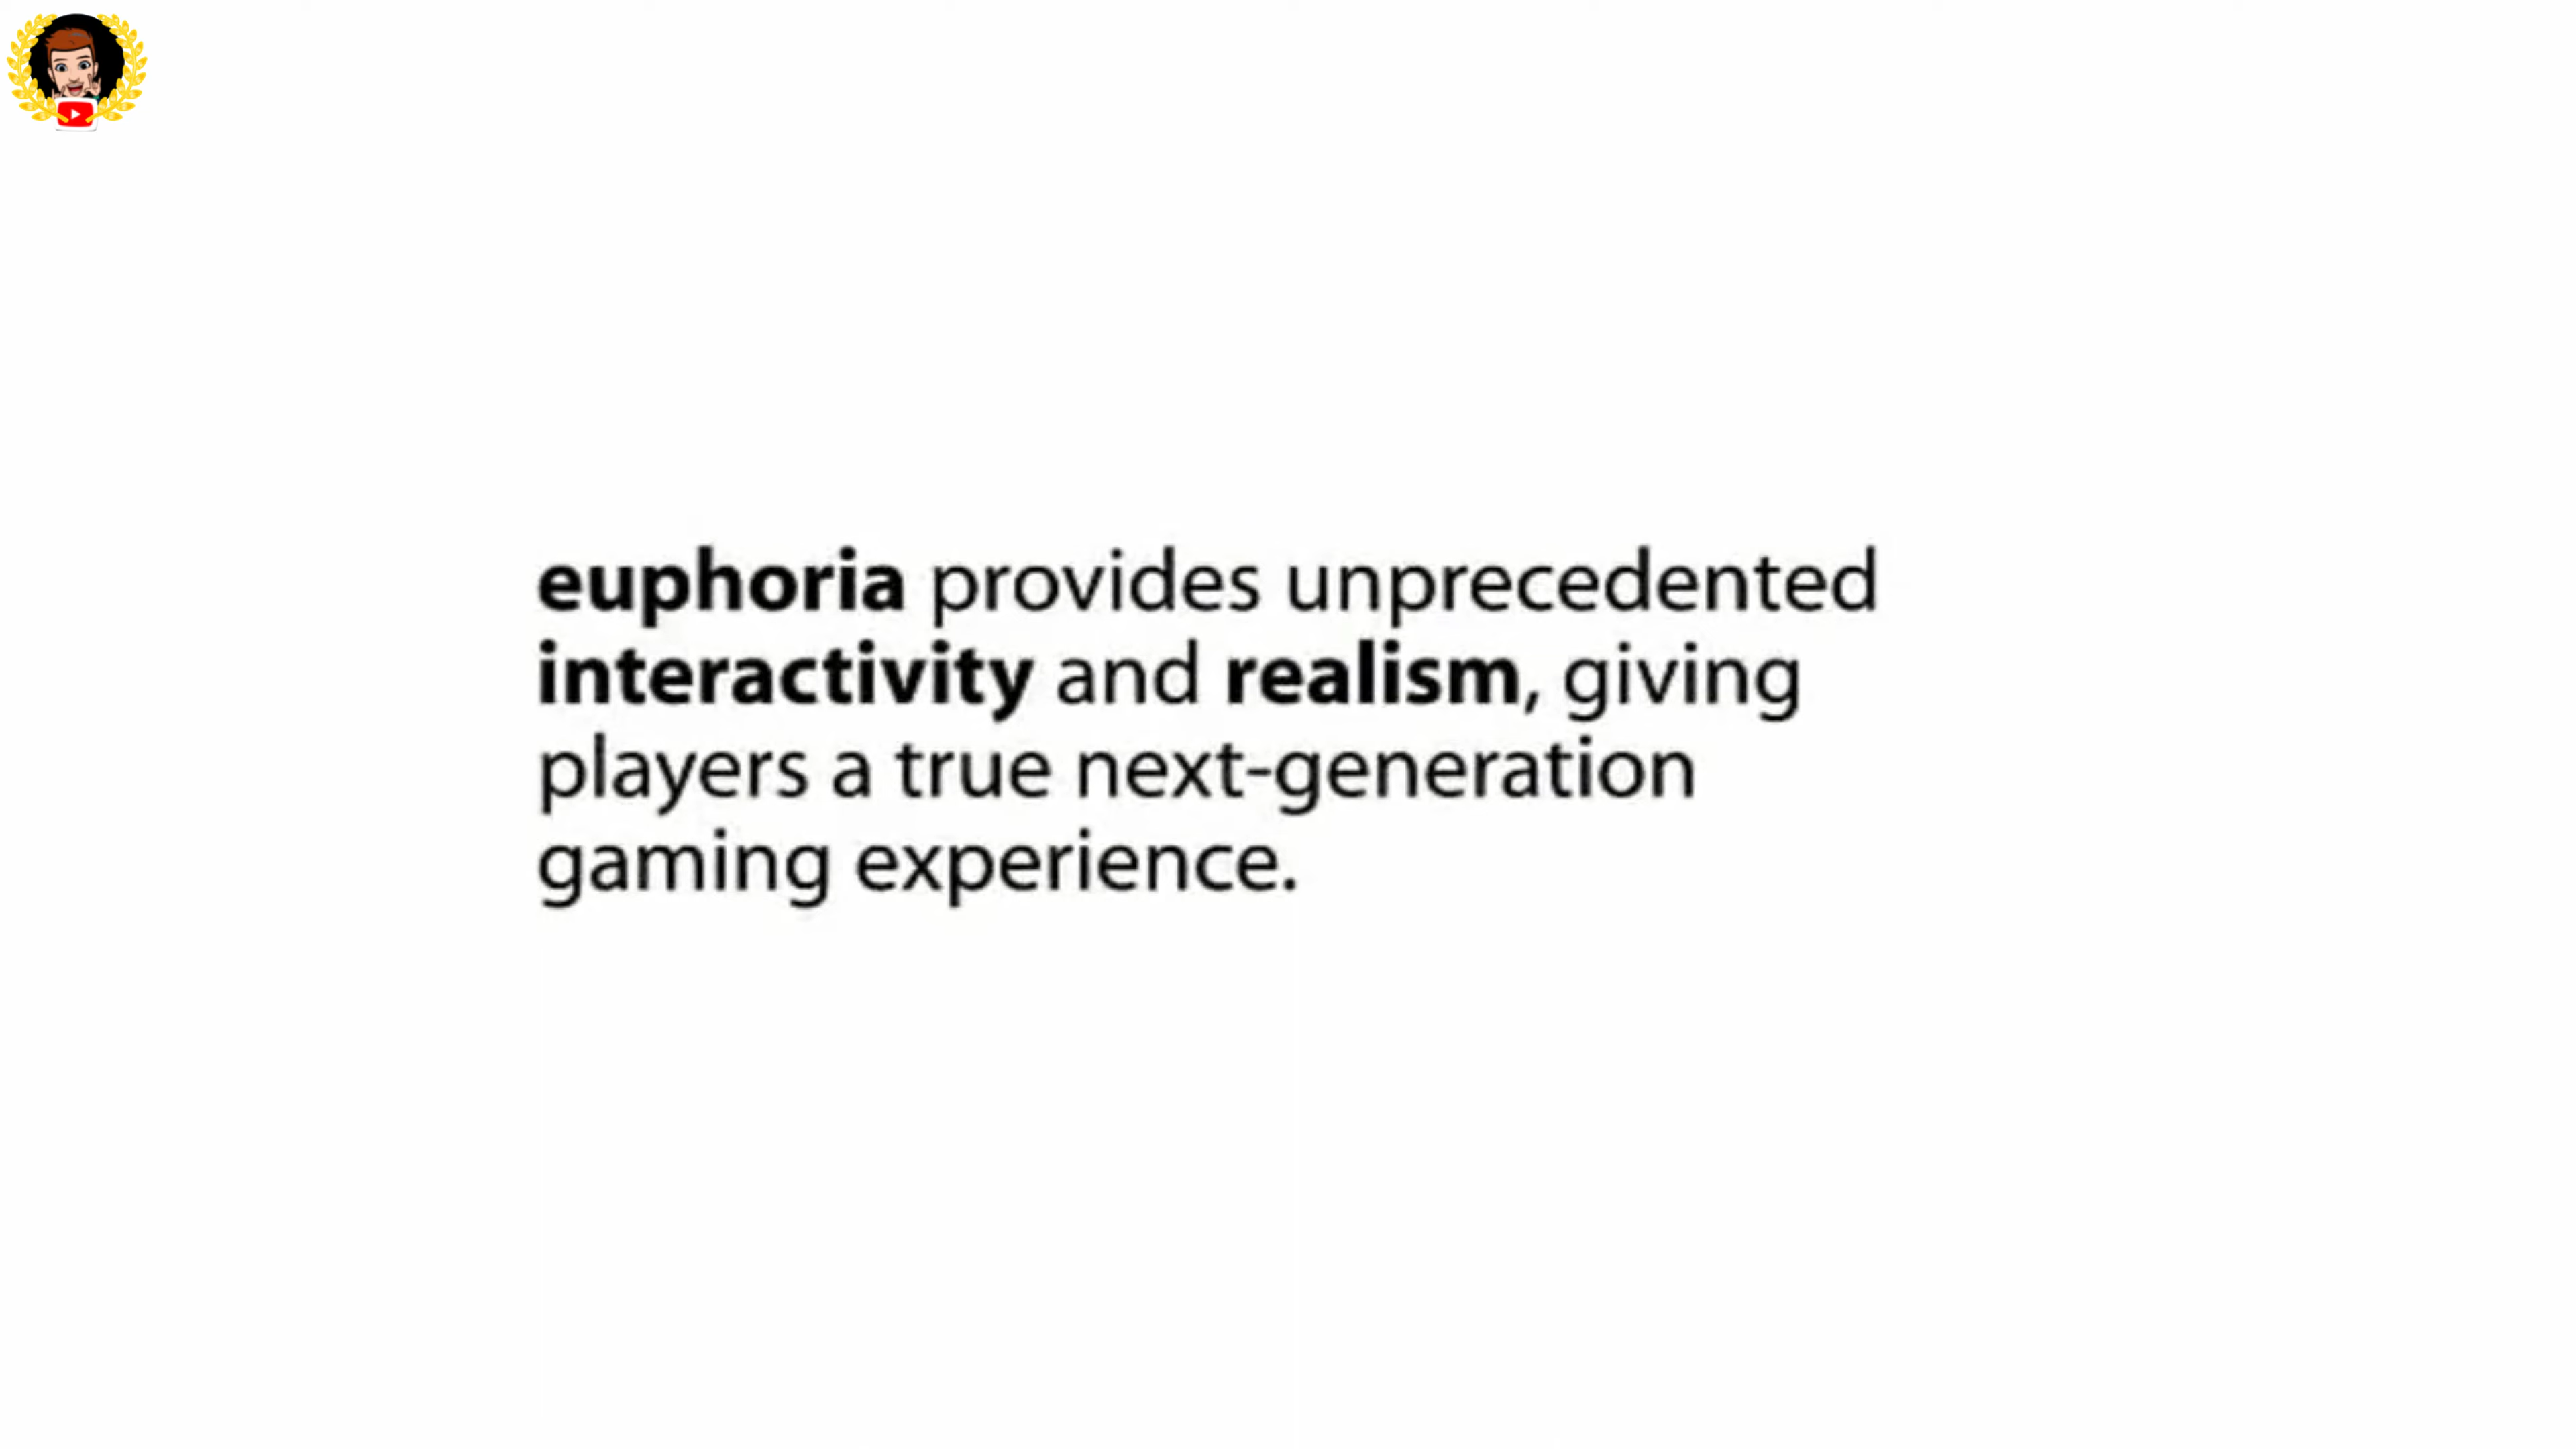 euphoria provides unprecedented
interactivity and realism, giving
players a true next-generation
gaming experience.